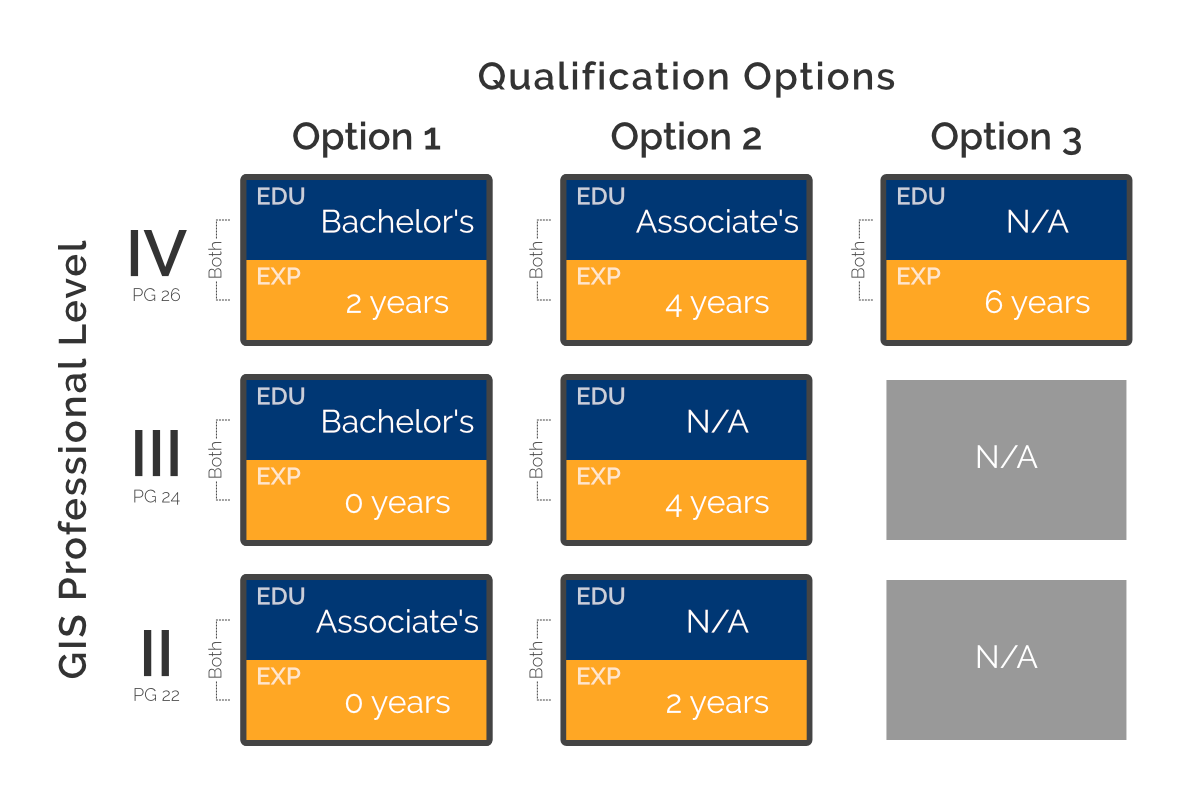 Qualification Options
Option 1
Option 2
Option 3
GIS Professional Level
IV
PG 26
Both
EDU
Bachelor's
EXP
2 years
Both
EDU
Associate's
EXP
4 years
Both
EDU
N/A
EXP
6 years
III
PG 24
Both
EDU
Bachelor's
EXP
0 years
Both
EDU
N/A
EXP
4 years
N/A
II
PG 22
Both
EDU
Associate's
EXP
0 years
Both
EDU
N/A
EXP
2 years
N/A